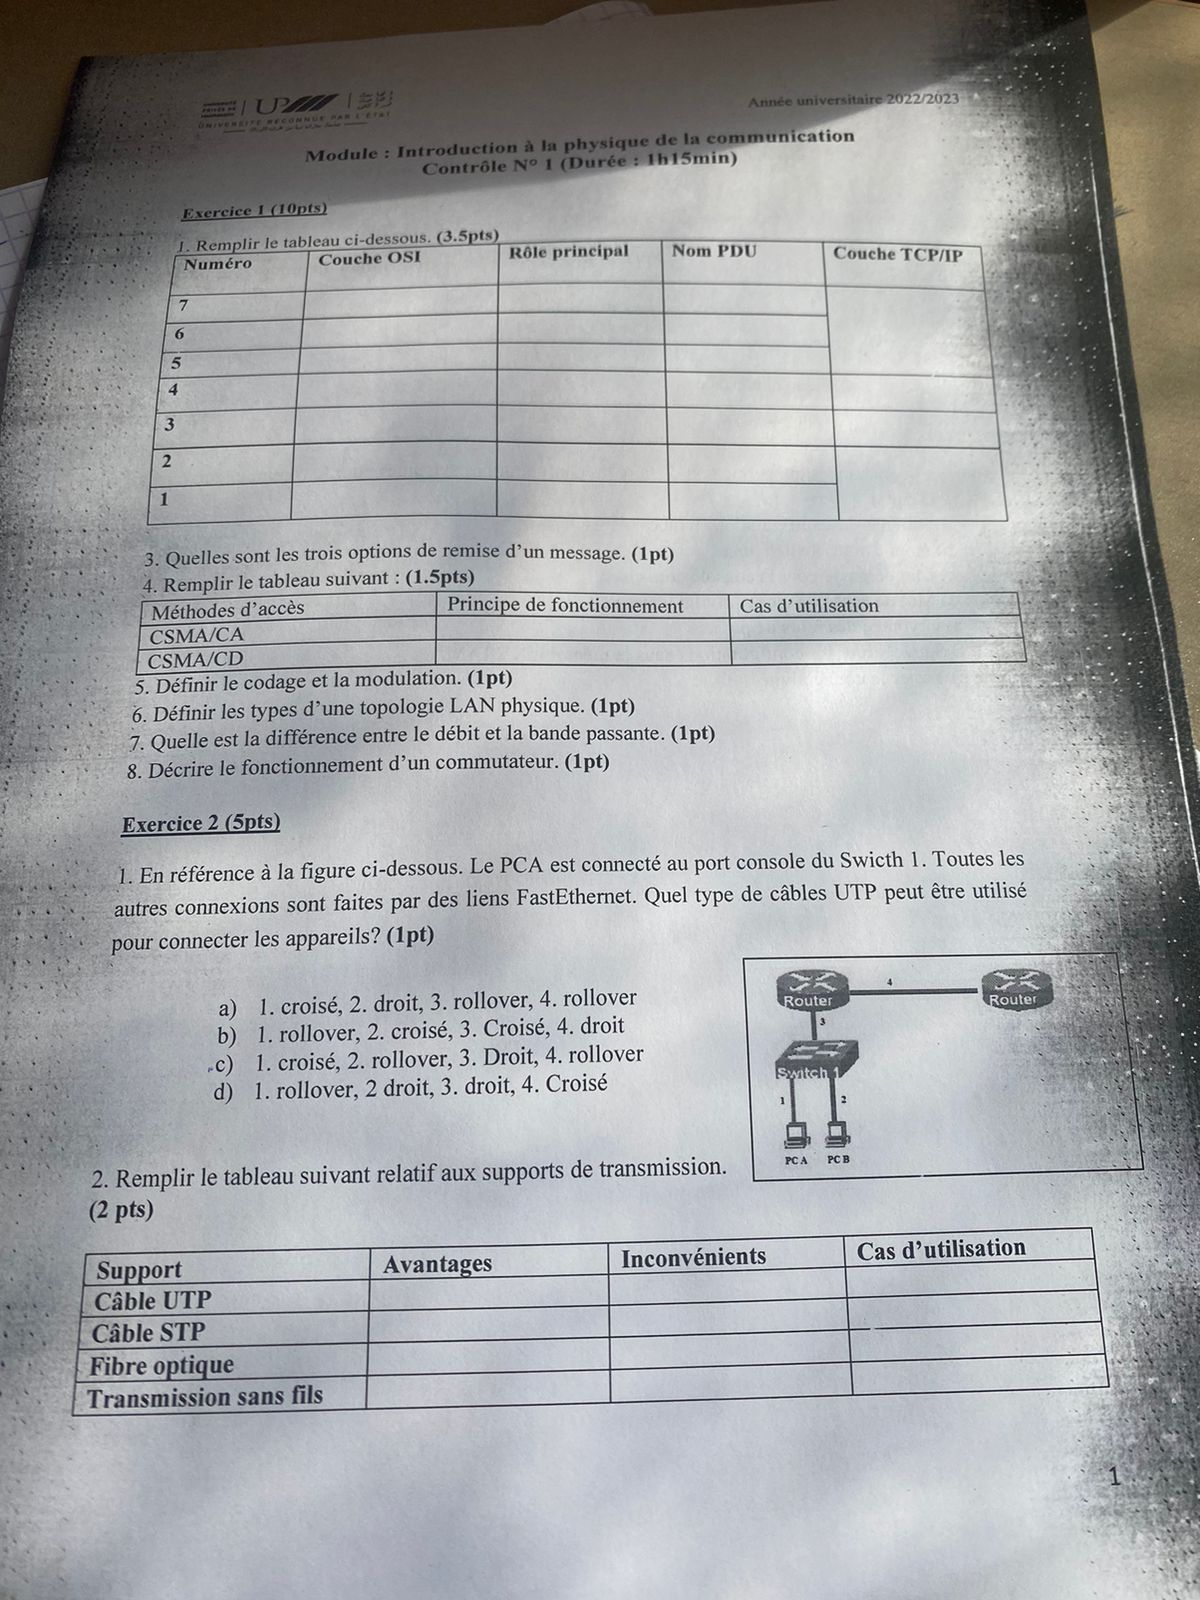 UNIVERSITÉ RECONNUE PAR L'ÉTAT
Année universitaire 2022/2023
Module : Introduction à la physique de la communication
Contrôle N° 1 (Durée : 1h15min)
Exercice 1 (10pts)
1. Remplir le tableau ci-dessous. (3.5pts)
Numéro Couche OSI Rôle principal Nom PDU Couche TCP/IP
7
6
5
4
3
2
1
3. Quelles sont les trois options de remise d'un message. (1pt)
4. Remplir le tableau suivant : (1.5pts)
Méthodes d'accès Principe de fonctionnement Cas d'utilisation
CSMA/CA
CSMA/CD
5. Définir le codage et la modulation. (1pt)
6. Définir les types d'une topologie LAN physique. (1pt)
7. Quelle est la différence entre le débit et la bande passante. (1pt)
8. Décrire le fonctionnement d'un commutateur. (1pt)
Exercice 2 (5pts)
1. En référence à la figure ci-dessous. Le PCA est connecté au port console du Swicth 1. Toutes les
autres connexions sont faites par des liens FastEthernet. Quel type de câbles UTP peut être utilisé
pour connecter les appareils? (1pt)
a) 1. croisé, 2. droit, 3. rollover, 4. rollover
b) 1. rollover, 2. croisé, 3. Croisé, 4. droit
c) 1. croisé, 2. rollover, 3. Droit, 4. rollover
d) 1. rollover, 2 droit, 3. droit, 4. Croisé
Router 4 Router
3
Switch 1
1 2
PC A PC B
2. Remplir le tableau suivant relatif aux supports de transmission.
(2 pts)
Support Avantages Inconvénients Cas d'utilisation
Câble UTP
Câble STP
Fibre optique
Transmission sans fils
1